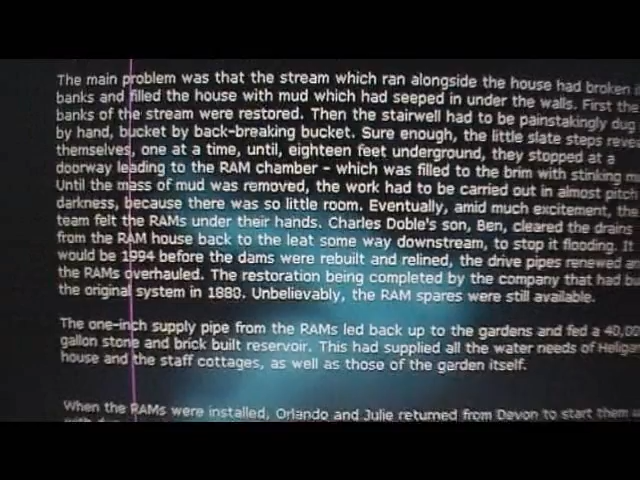 The main problem was that the stream which ran alongside the house had broken
banks and filled the house with mud which had seeped in under the walls. First the
banks of the stream were restored. Then the stairwell had to be painstakingly dug
by hand, bucket by back-breaking bucket. Sure enough, the little slate steps
themselves, one at a time, until, eighteen feet underground, they stopped at a
doorway leading to the RAM chamber - which was filled to the brim with stinking
Until the mass of mud was removed, the work had to be carried out in almost pitch
darkness, because there was so little room. Eventually, amid much excitement, the
team felt the RAMs under their hands. Charles Doble's son, Ben, cleared the drains
from the RAM house back to the leat some way downstream, to stop it flooding. It
would be 1994 before the dams were rebuilt and relined, the drive pipes renewed
the RAMs overhauled. The restoration being completed by the company that had
the original system in 1880. Unbelievably, the RAM spares were still available.
The one-inch supply pipe from the RAMs led back up to the gardens and fed a
gallon stone and brick built reservoir. This had supplied all the water needs of Heligan
house and the staff cottages, as well as those of the garden itself.
When the RAMs were installed, Orlando and Julie returned from Devon to start them